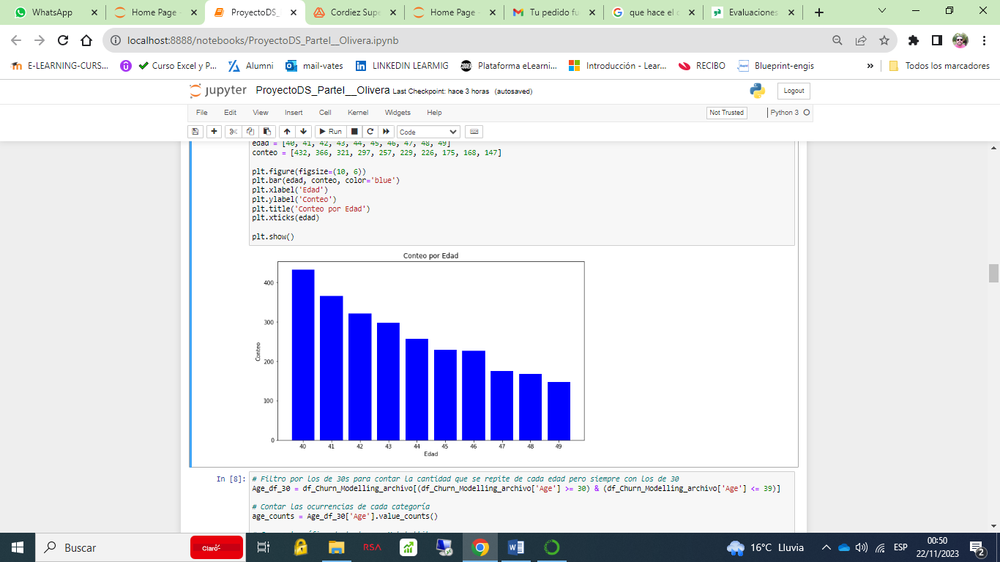 WhatsApp
Home Page
ProyectoDS_
Cordiez Supe
Home Page
Tu pedido fu
que hace el
Evaluaciones
localhost:8888/notebooks/ProyectoDS_ParteI__Olivera.ipynb
E-LEARNING-CURS...
Curso Excel y P...
Alumni
mail-vates
LINKEDIN LEARMIG
Plataforma eLearni...
Introducción - Lear...
RECIBO
Blueprint-engis
»
Todos los marcadores
jupyter ProyectoDS_ParteI__Olivera Last Checkpoint: hace 3 horas (autosaved)
Logout
File Edit View Insert Cell Kernel Widgets Help
Not Trusted
Python 3
Run
Code
edad = [40, 41, 42, 43, 44, 45, 46, 47, 48, 49]
conteo = [432, 366, 321, 297, 257, 229, 226, 175, 168, 147]
plt.figure(figsize=(10, 6))
plt.bar(edad, conteo, color='blue')
plt.xlabel('Edad')
plt.ylabel('Conteo')
plt.title('Conteo por Edad')
plt.xticks(edad)
plt.show()
Conteo por Edad
400
300
200
100
0
Conteo
40 41 42 43 44 45 46 47 48 49
Edad
In [8]:
# Filtro por los de 30s para contar la cantidad que se repite de cada edad pero siempre con los de 30
Age_df_30 = df_Churn_Modelling_archivo[(df_Churn_Modelling_archivo['Age'] >= 30) & (df_Churn_Modelling_archivo['Age'] <= 39)]
# Contar las ocurrencias de cada categoría
age_counts = Age_df_30['Age'].value_counts()
Buscar
Claro
RSA
16°C Lluvia
ESP
00:50
22/11/2023
2